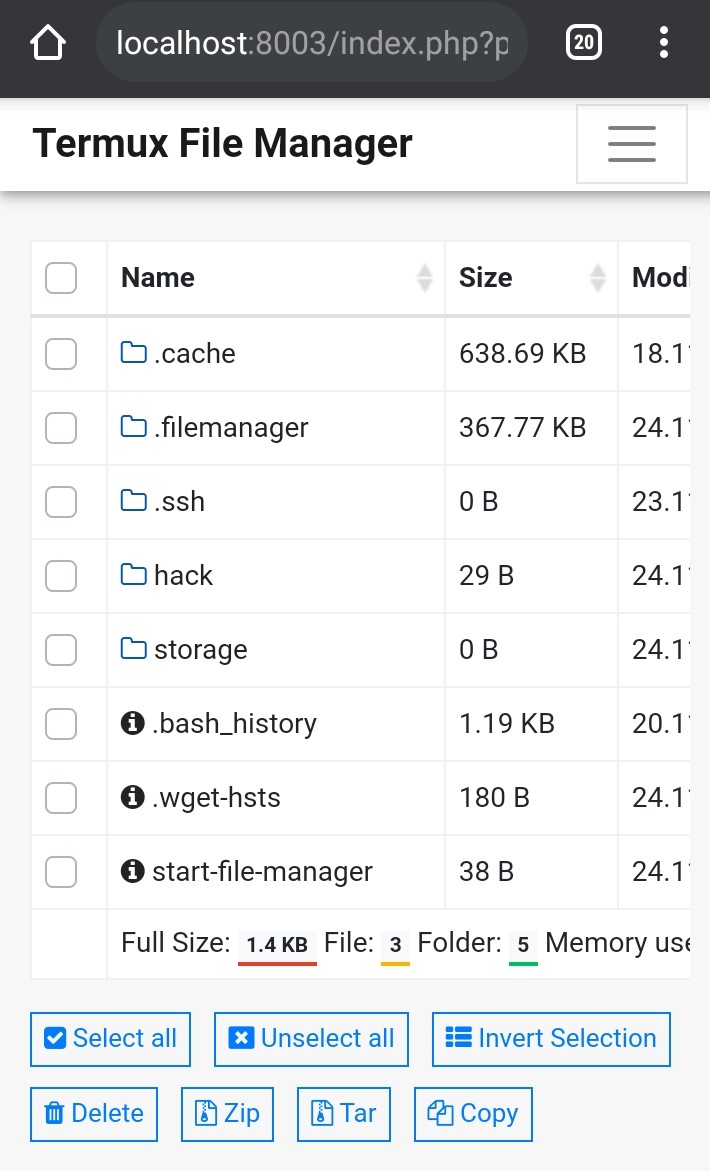 localhost:8003/index.php?p 20
Termux File Manager
Name Size Modi
.cache 638.69 KB 18.1
.filemanager 367.77 KB 24.1
.ssh 0 B 23.1
hack 29 B 24.1
storage 0 B 24.1
.bash_history 1.19 KB 20.1
.wget-hsts 180 B 24.1
start-file-manager 38 B 24.1
Full Size: 1.4 KB File: 3 Folder: 5 Memory use
Select all Unselect all Invert Selection
Delete Zip Tar Copy